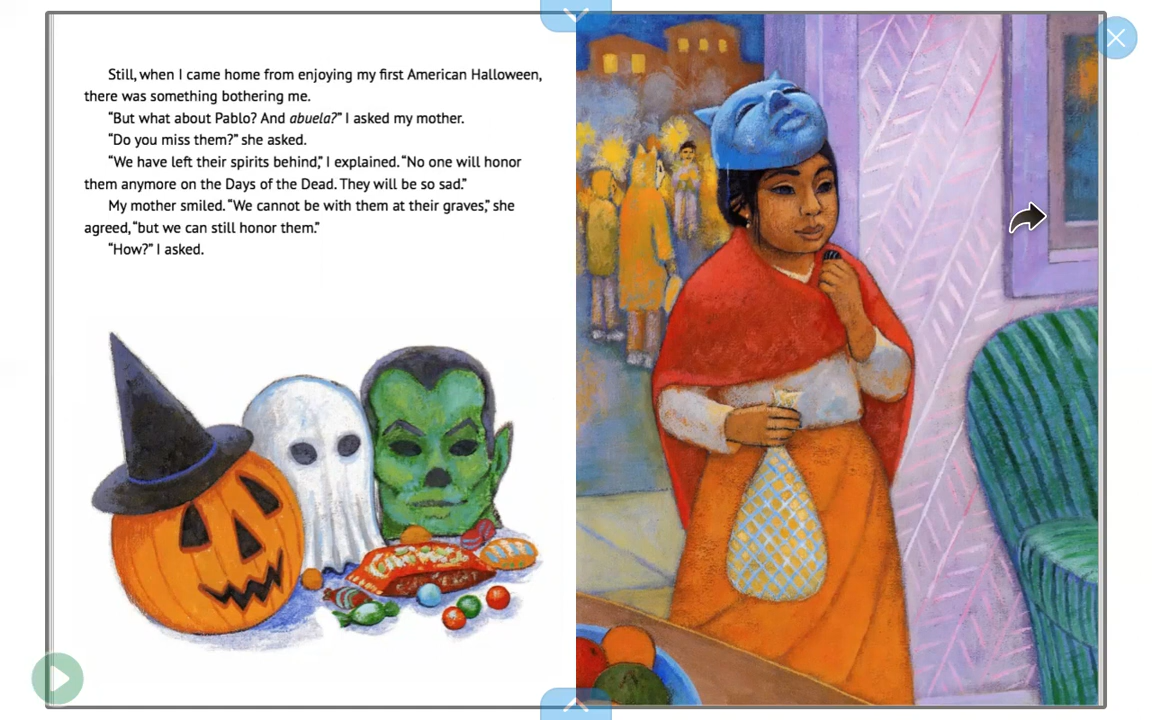 Still, when I came home from enjoying my first American Halloween,
there was something bothering me.
“But what about Pablo? And abuela?” I asked my mother.
“Do you miss them?” she asked.
“We have left their spirits behind,” I explained. “No one will honor
them anymore on the Days of the Dead. They will be so sad.”
My mother smiled. “We cannot be with them at their graves,” she
agreed, “but we can still honor them.”
“How?” I asked.